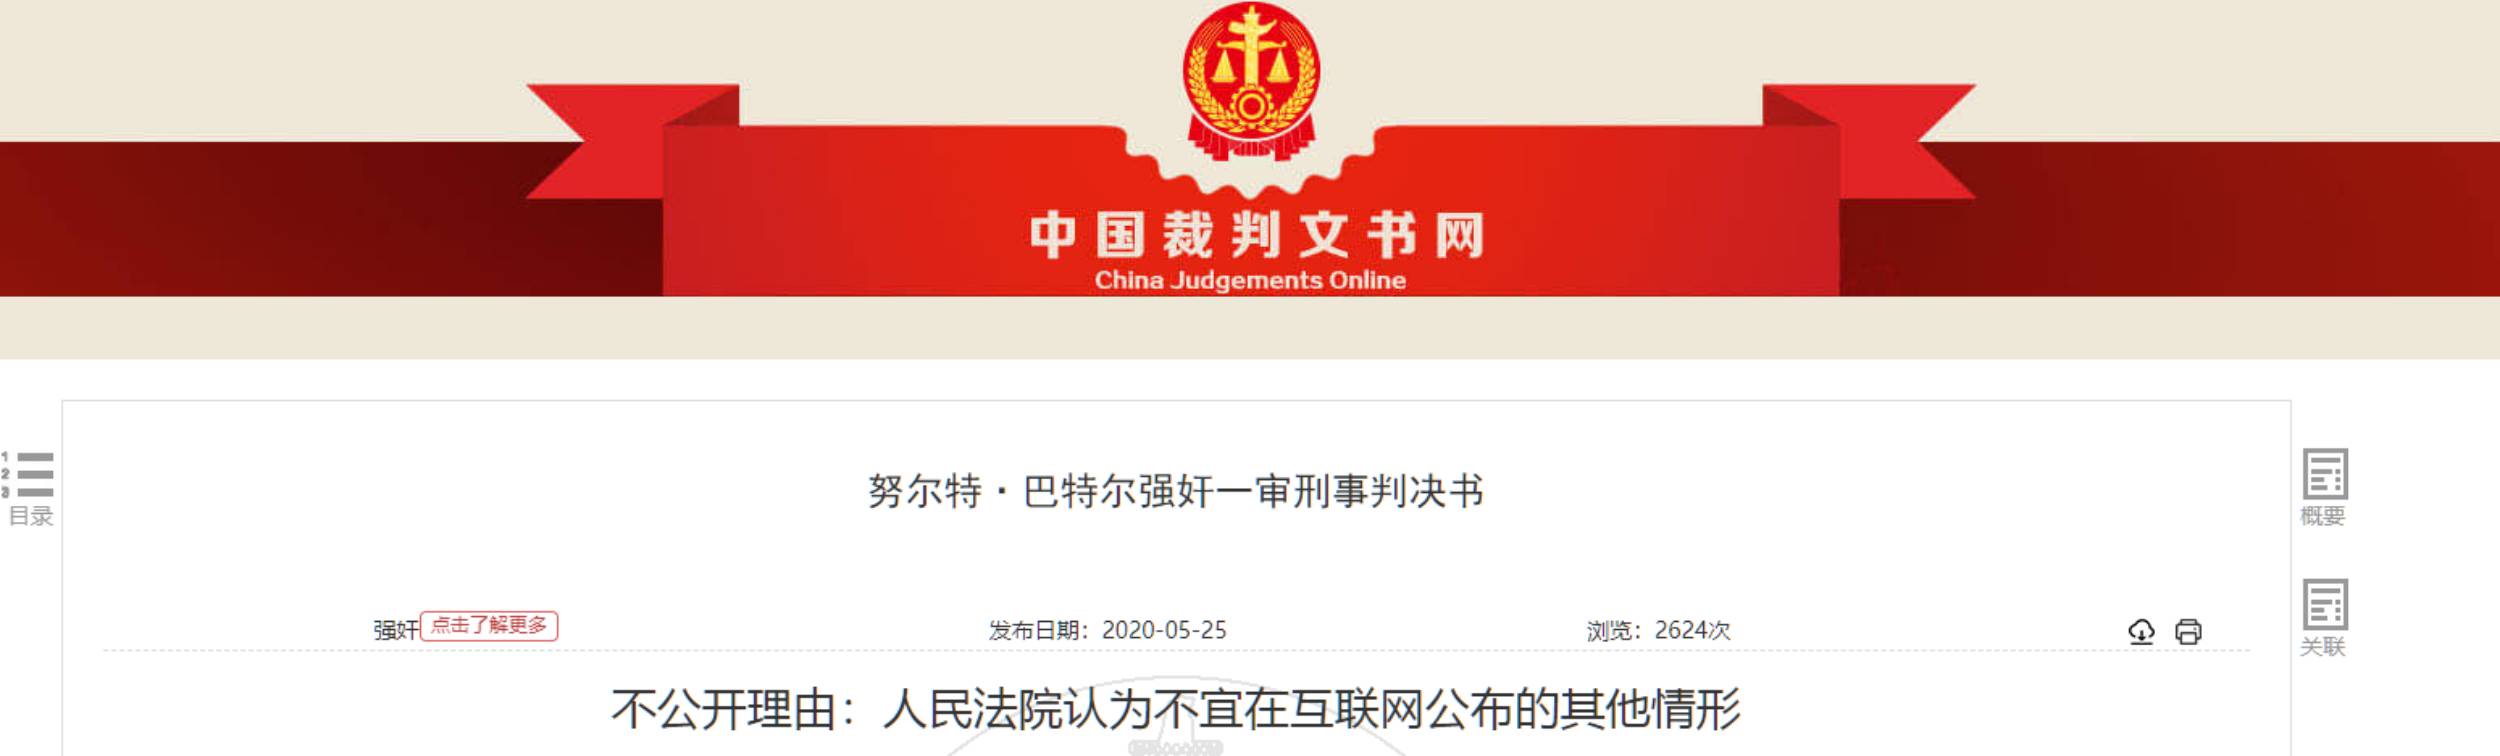 中国裁判文书网
China Judgements Online
1
2
3
目录
努尔特·巴特尔强奸一审刑事判决书
概要
强奸 点击了解更多 发布日期：2020-05-25 浏览：2624次
关联
不公开理由：人民法院认为不宜在互联网公布的其他情形